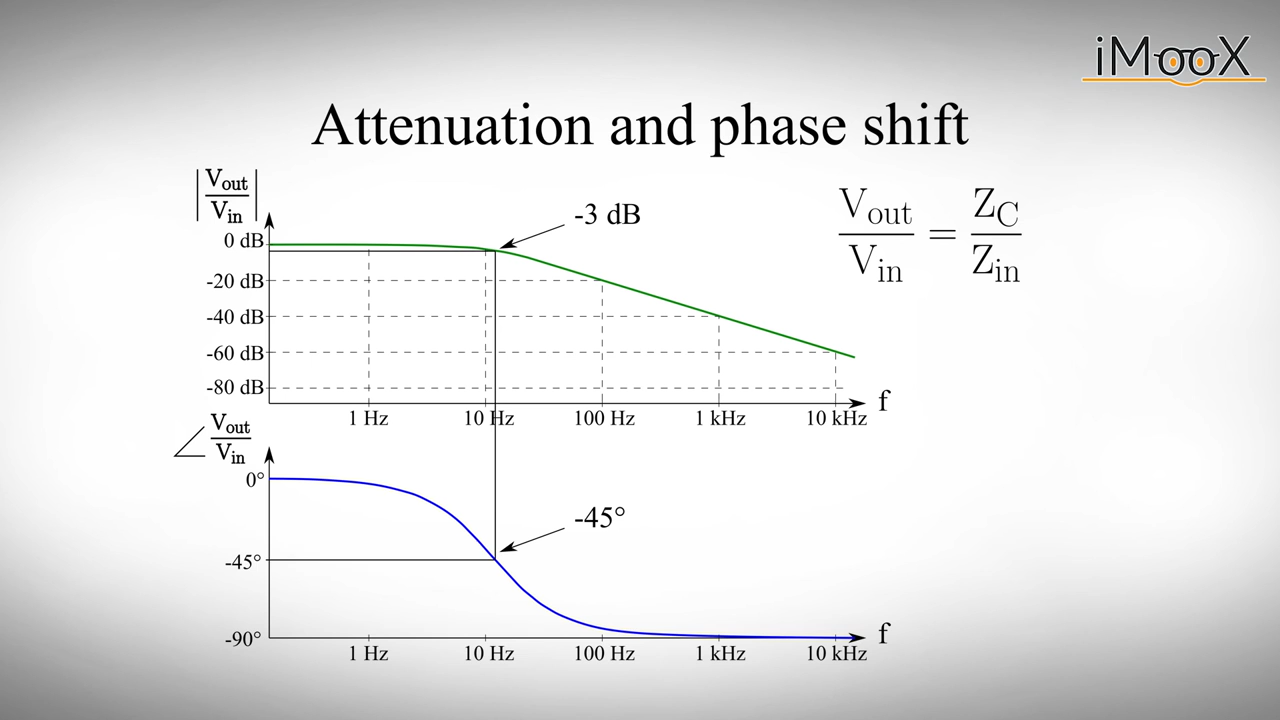 iMooX
Attenuation and phase shift
|Vout/Vin|
0 dB
-20 dB
-40 dB
-60 dB
-80 dB
-3 dB
1 Hz 10 Hz 100 Hz 1 kHz 10 kHz
f
Vout/Vin = ZC/Zin
∠ Vout/Vin
0°
-45°
-90°
-45°
1 Hz 10 Hz 100 Hz 1 kHz 10 kHz
f